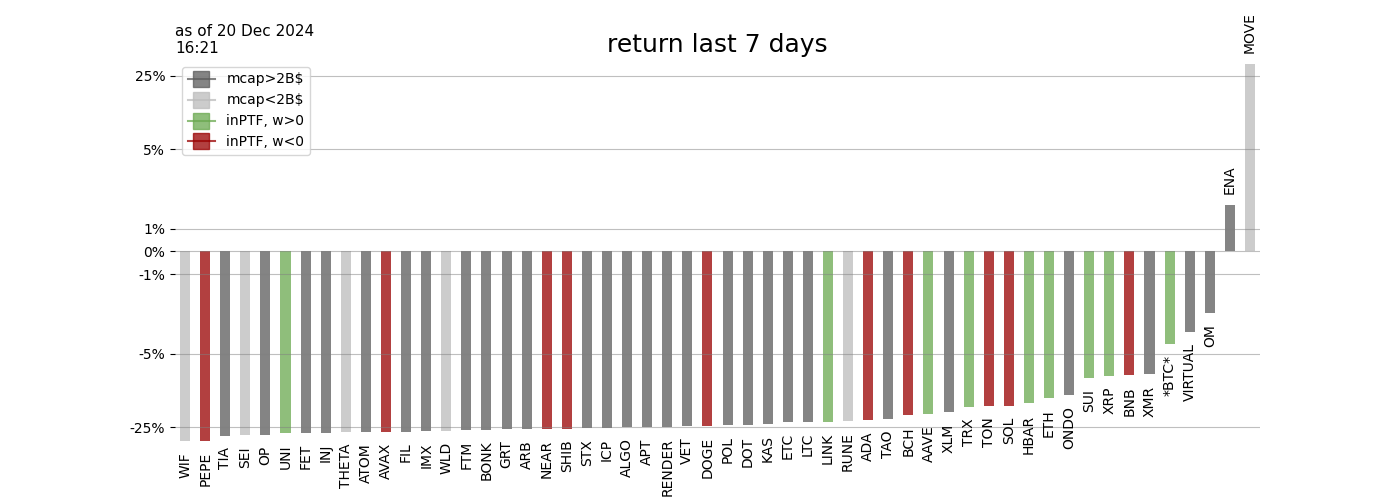 as of 20 Dec 2024
16:21
return last 7 days
mcap>2B$
mcap<2B$
inPTF, w>0
inPTF, w<0
25%
5%
1%
0%
-1%
-5%
-25%
WIF
PEPE
TIA
SEI
OP
UNI
FET
INJ
THETA
ATOM
AVAX
FIL
IMX
WLD
FTM
BONK
GRT
ARB
NEAR
SHIB
STX
ICP
ALGO
APT
RENDER
VET
DOGE
POL
DOT
KAS
ETC
LTC
LINK
RUNE
ADA
TAO
BCH
AAVE
XLM
TRX
TON
SOL
HBAR
ETH
ONDO
SUI
XRP
BNB
XMR
*BTC*
VIRTUAL
OM
ENA
MOVE